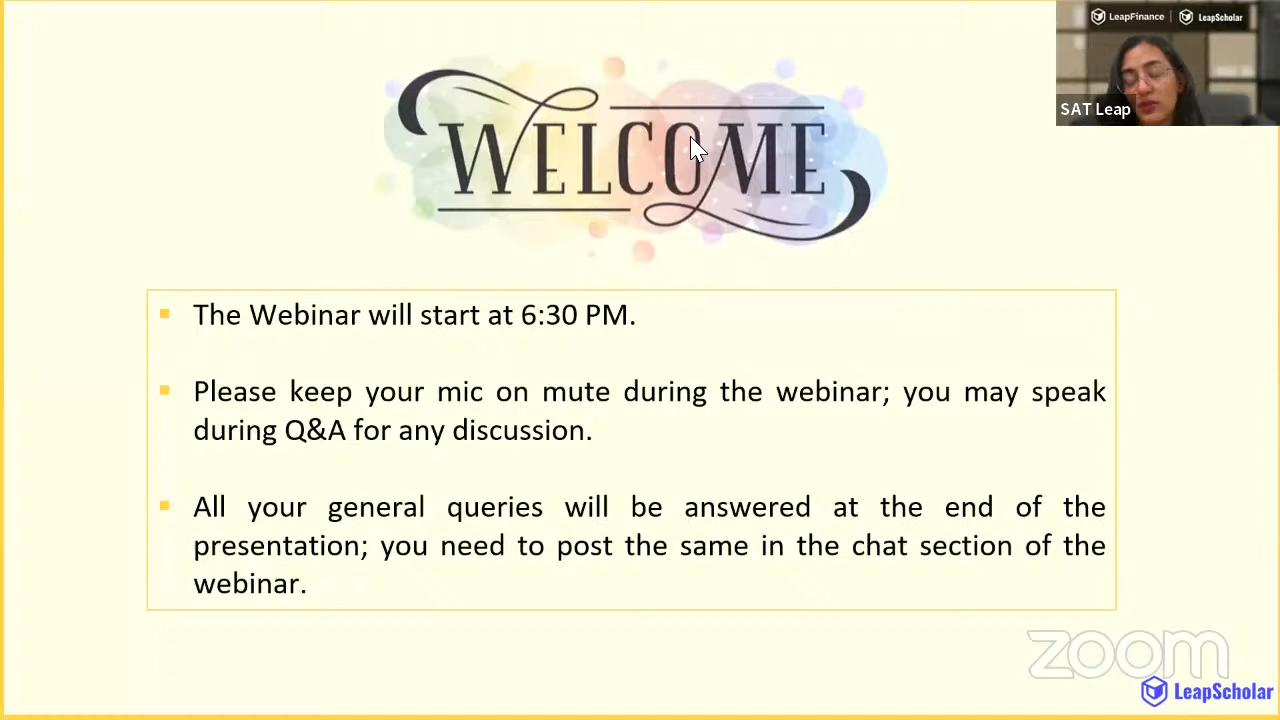 LeapFinance | LeapScholar
SAT Leap
WELCOME
The Webinar will start at 6:30 PM.
Please keep your mic on mute during the webinar; you may speak
during Q&A for any discussion.
All your general queries will be answered at the end of the
presentation; you need to post the same in the chat section of the
webinar.
zoom
LeapScholar